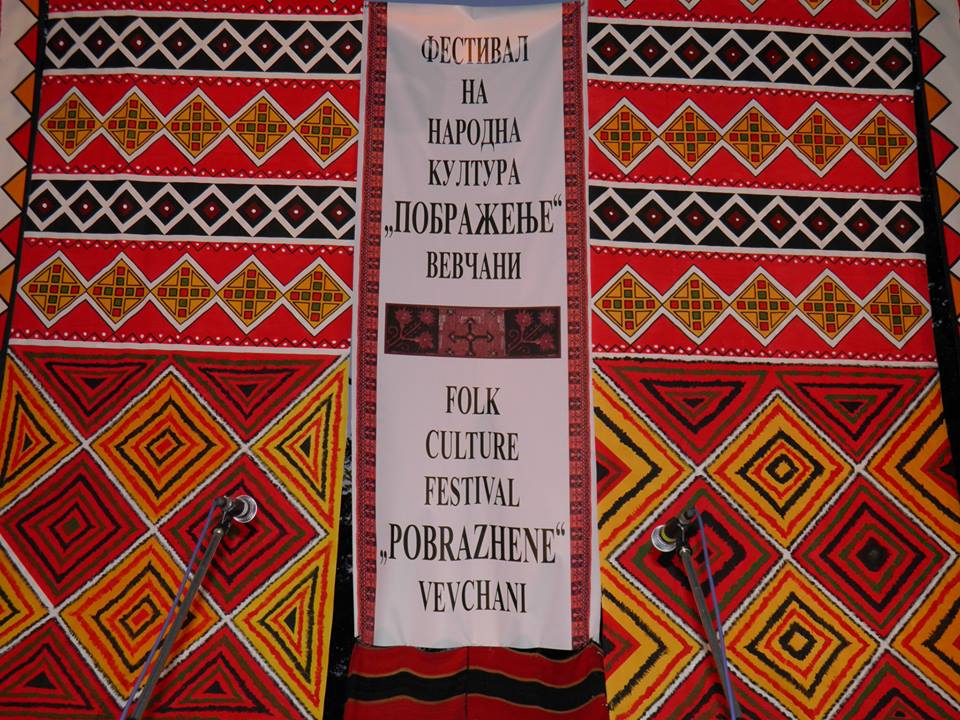 ФЕСТИВАЛ
НА
НАРОДНА
КУЛТУРА
„ПОБРАЖЕЊЕ“
ВЕВЧАНИ
FOLK
CULTURE
FESTIVAL
„POBRAZHENE“
VEVCHANI